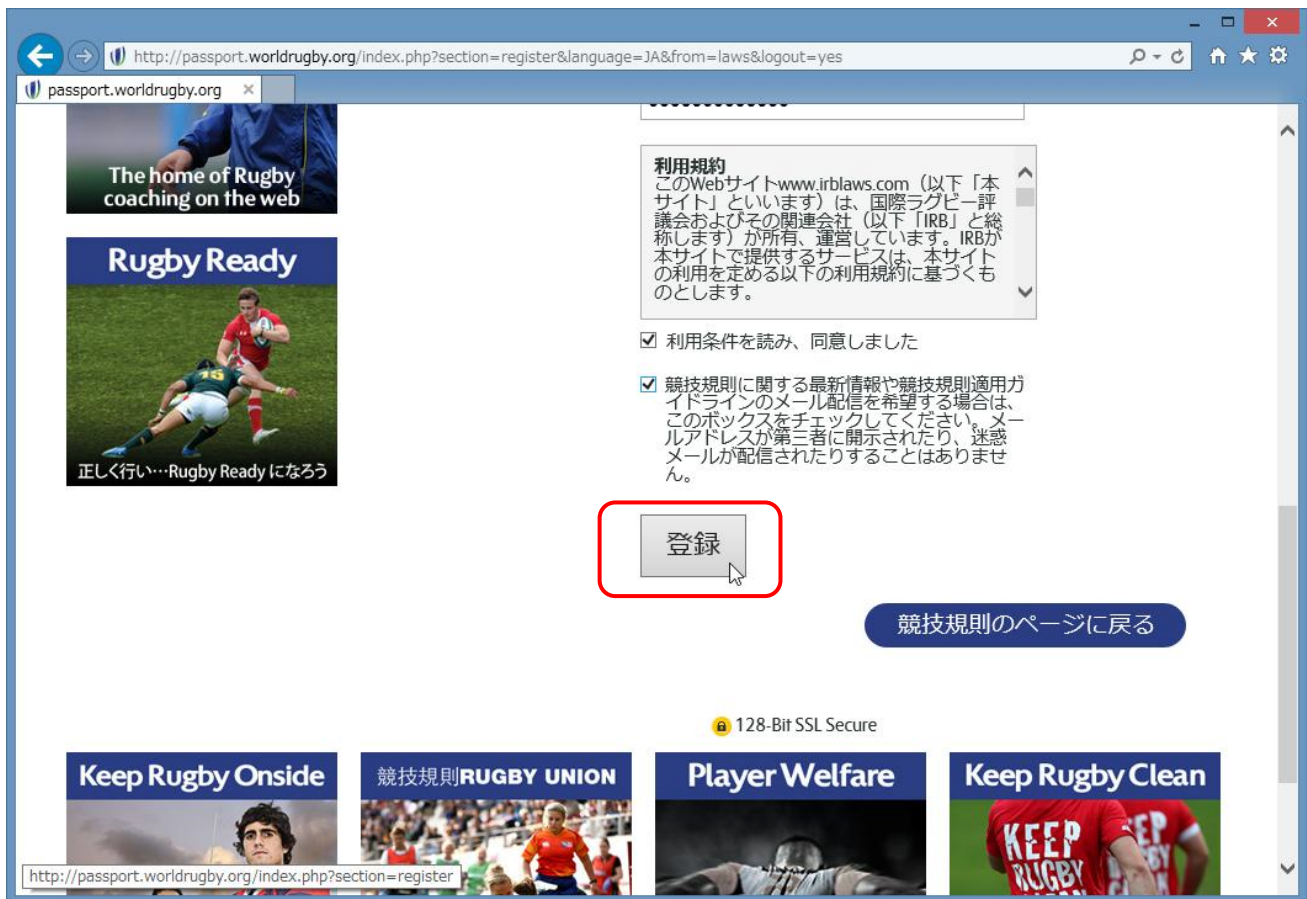 http://passport.worldrugby.org/index.php?section=register&language=JA&from=laws&logout=yes
passport.worldrugby.org
The home of Rugby
coaching on the web
Rugby Ready
15
正しく行い…Rugby Ready になろう
利用規約
このWebサイトwww.irblaws.com（以下「本
サイト」といいます）は、国際ラグビー評
議会およびその関連会社（以下「IRB」と総
称します）が所有、運営しています。IRBが
本サイトで提供するサービスは、本サイト
の利用を定める以下の利用規約に基づくも
のとします。
利用条件を読み、同意しました
競技規則に関する最新情報や競技規則適用ガ
イドラインのメール配信を希望する場合は、
このボックスをチェックしてください。メー
ルアドレスが第三者に開示されたり、迷惑
メールが配信されたりすることはありませ
ん。
登録
競技規則のページに戻る
128-Bit SSL Secure
Keep Rugby Onside
競技規則RUGBY UNION
Player Welfare
Keep Rugby Clean
KEEP
RUGBY
http://passport.worldrugby.org/index.php?section=register